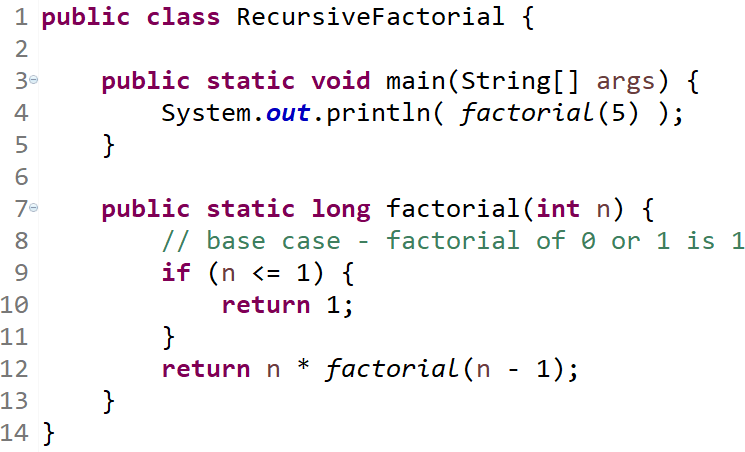 1 public class RecursiveFactorial {
2
3 public static void main(String[] args) {
4 System.out.println( factorial(5) );
5 }
6
7 public static long factorial(int n) {
8 // base case - factorial of 0 or 1 is 1
9 if (n <= 1) {
10 return 1;
11 }
12 return n * factorial(n - 1);
13 }
14 }